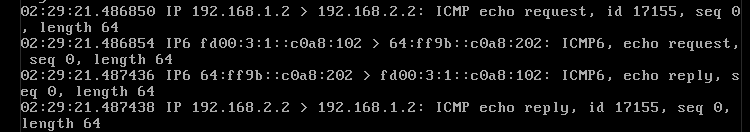 02:29:21.486850 IP 192.168.1.2 > 192.168.2.2: ICMP echo request, id 17155, seq 0
, length 64
02:29:21.486854 IP6 fd00:3:1::c0a8:102 > 64:ff9b::c0a8:202: ICMP6, echo request,
 seq 0, length 64
02:29:21.487436 IP6 64:ff9b::c0a8:202 > fd00:3:1::c0a8:102: ICMP6, echo reply, s
eq 0, length 64
02:29:21.487438 IP 192.168.2.2 > 192.168.1.2: ICMP echo reply, id 17155, seq 0,
length 64